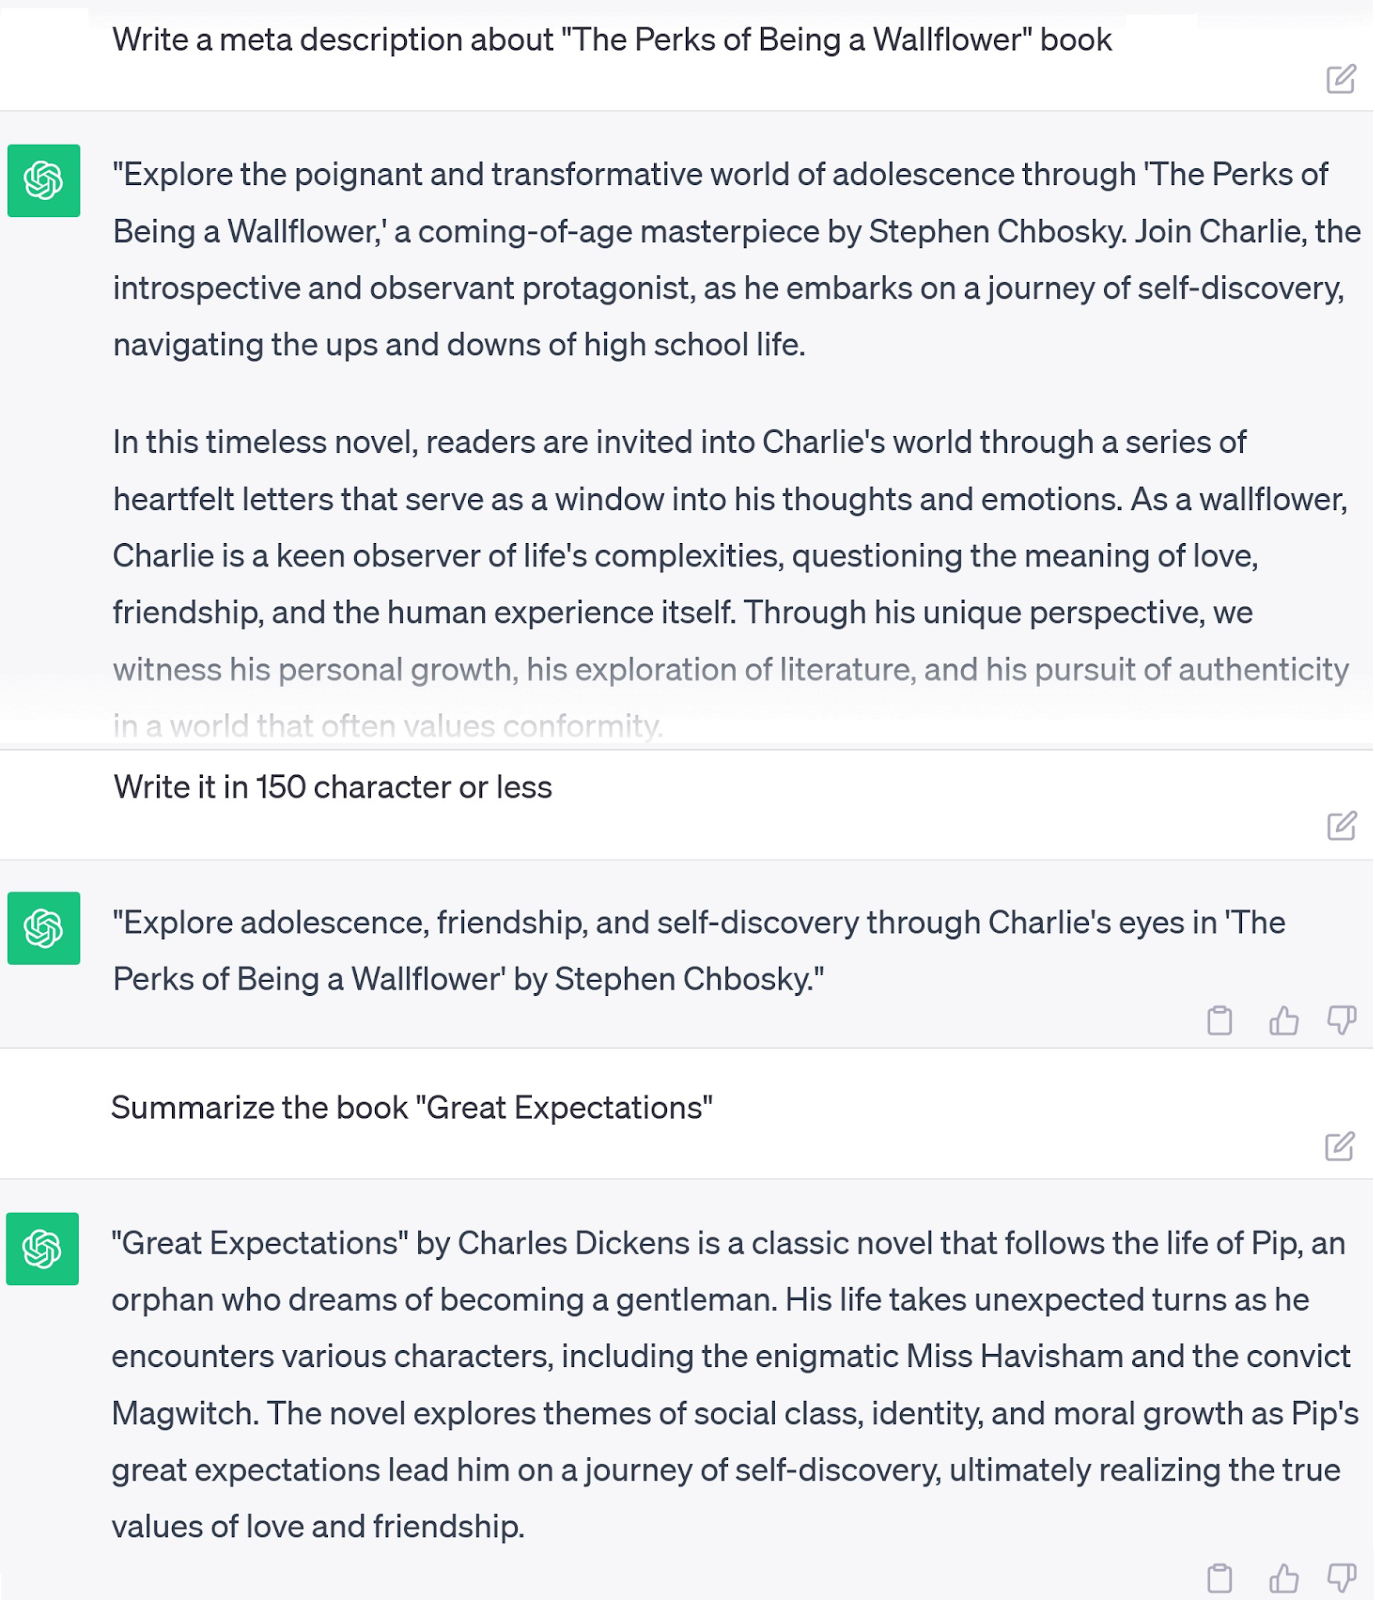 Write a meta description about "The Perks of Being a Wallflower" book
"Explore the poignant and transformative world of adolescence through 'The Perks of
Being a Wallflower,' a coming-of-age masterpiece by Stephen Chbosky. Join Charlie, the
introspective and observant protagonist, as he embarks on a journey of self-discovery,
navigating the ups and downs of high school life.
In this timeless novel, readers are invited into Charlie's world through a series of
heartfelt letters that serve as a window into his thoughts and emotions. As a wallflower,
Charlie is a keen observer of life's complexities, questioning the meaning of love,
friendship, and the human experience itself. Through his unique perspective, we
witness his personal growth, his exploration of literature, and his pursuit of authenticity
in a world that often values conformity.
Write it in 150 character or less
"Explore adolescence, friendship, and self-discovery through Charlie's eyes in 'The
Perks of Being a Wallflower' by Stephen Chbosky."
Summarize the book "Great Expectations"
"Great Expectations" by Charles Dickens is a classic novel that follows the life of Pip, an
orphan who dreams of becoming a gentleman. His life takes unexpected turns as he
encounters various characters, including the enigmatic Miss Havisham and the convict
Magwitch. The novel explores themes of social class, identity, and moral growth as Pip's
great expectations lead him on a journey of self-discovery, ultimately realizing the true
values of love and friendship.